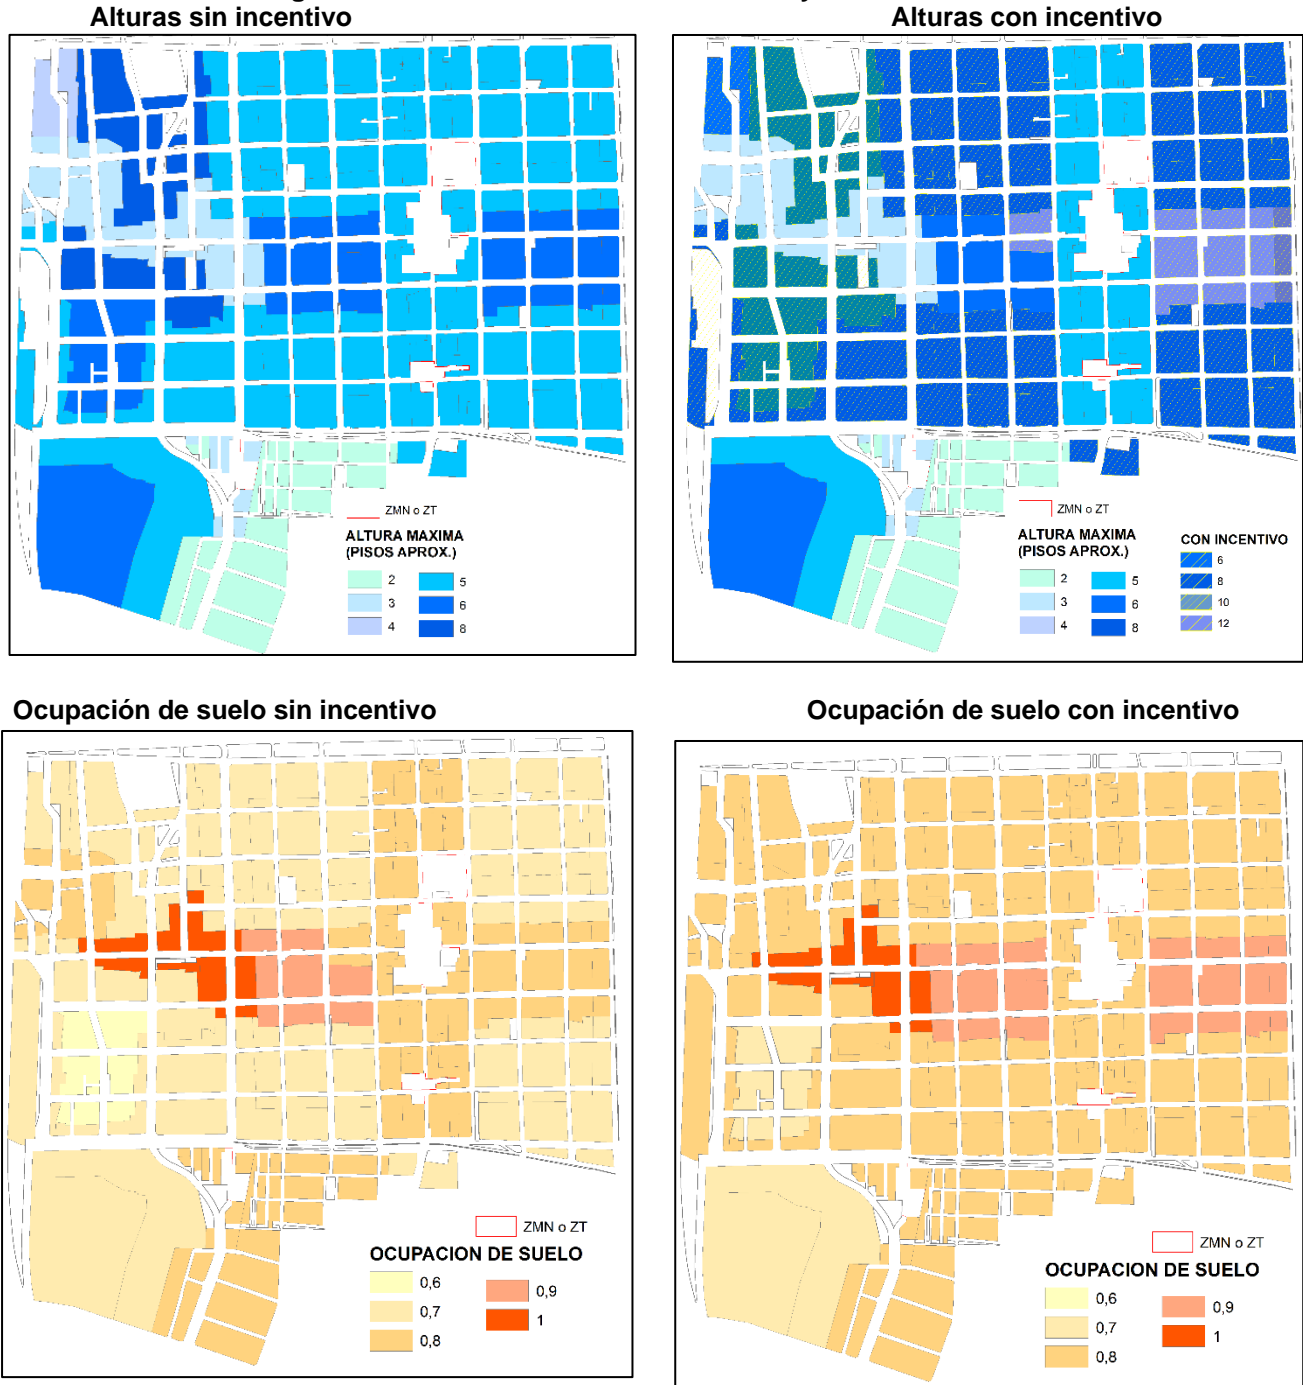 Alturas sin incentivo
Alturas con incentivo
ZMN o ZT
ALTURA MAXIMA
(PISOS APROX.)
2
5
3
6
4
8
ZMN o ZT
ALTURA MAXIMA
(PISOS APROX.)
2
5
3
6
4
8
CON INCENTIVO
6
8
10
12
Ocupación de suelo sin incentivo
Ocupación de suelo con incentivo
ZMN o ZT
OCUPACION DE SUELO
0,6
0,9
0,7
1
0,8
ZMN o ZT
OCUPACION DE SUELO
0,6
0,9
0,7
1
0,8